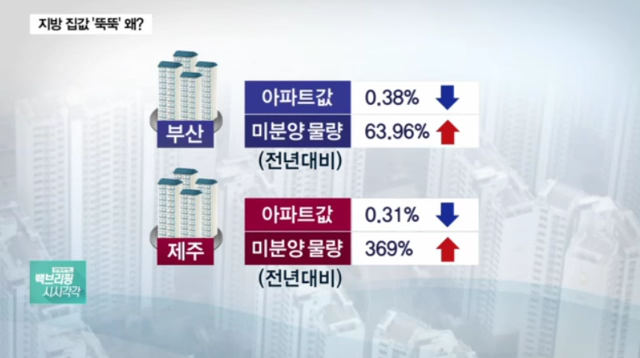 지방 집값 '뚝뚝' 왜?
부산
아파트값 0.38%
미분양 물량 63.96%
(전년대비)
제주
아파트값 0.31%
미분양 물량 369%
(전년대비)
백브리핑
시시각각